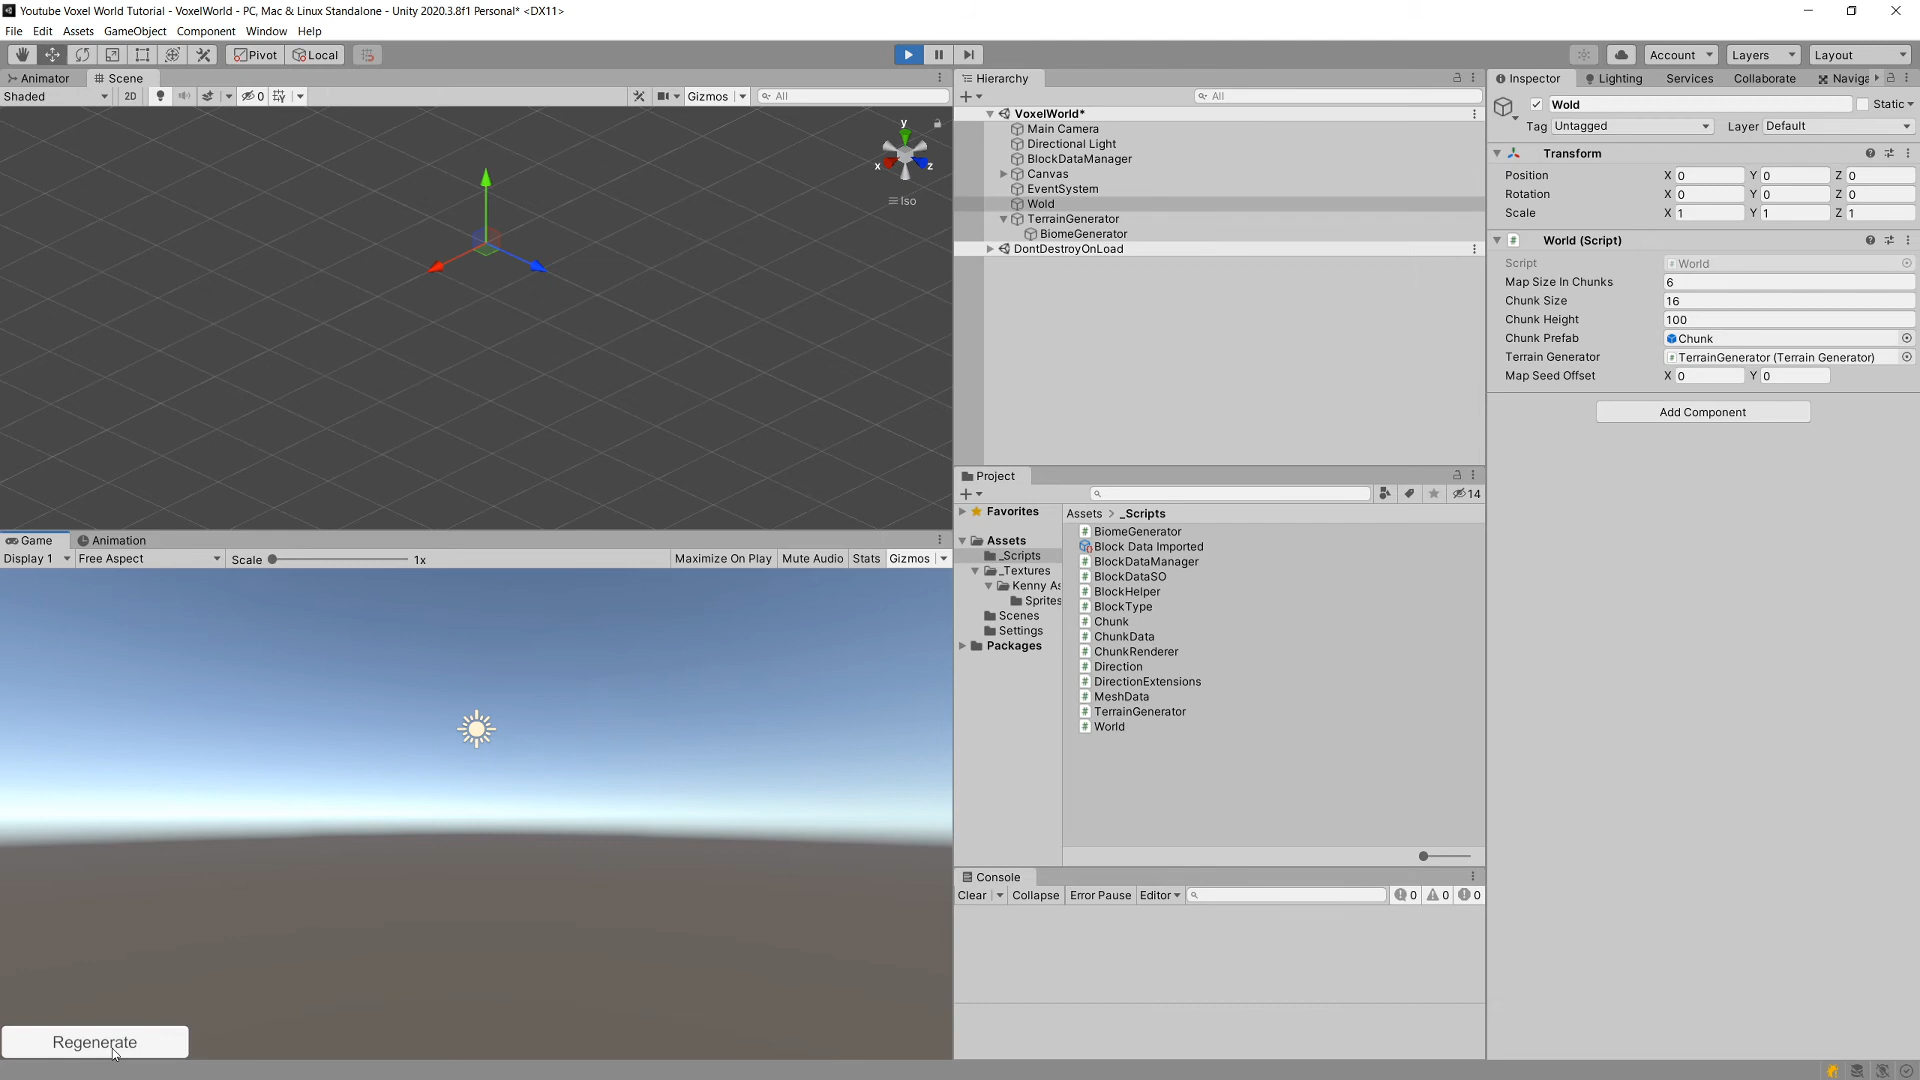 Youtube Voxel World Tutorial - VoxelWorld - PC, Mac & Linux Standalone - Unity 2020.3.8f1 Personal* <DX11>
File Edit Assets GameObject Component Window Help
Pivot Local Account Layers Layout
Animator Scene
Shaded 2D 0 Gizmos All
y
x z
Iso
Game Animation
Display 1 Free Aspect Scale 1x Maximize On Play Mute Audio Stats Gizmos
Regenerate
Hierarchy
All
VoxelWorld*
Main Camera
Directional Light
BlockDataManager
Canvas
EventSystem
Wold
TerrainGenerator
BiomeGenerator
DontDestroyOnLoad
Project
14
Favorites
Assets
_Scripts
_Textures
Kenny As
Sprites
Scenes
Settings
Packages
Assets > _Scripts
BiomeGenerator
Block Data Imported
BlockDataManager
BlockDataSO
BlockHelper
BlockType
Chunk
ChunkData
ChunkRenderer
Direction
DirectionExtensions
MeshData
TerrainGenerator
World
Console
Clear Collapse Error Pause Editor 0 0 0
Inspector Lighting Services Collaborate Naviga
Wold Static
Tag Untagged Layer Default
Transform
Position X 0 Y 0 Z 0
Rotation X 0 Y 0 Z 0
Scale X 1 Y 1 Z 1
World (Script)
Script World
Map Size In Chunks 6
Chunk Size 16
Chunk Height 100
Chunk Prefab Chunk
Terrain Generator TerrainGenerator (Terrain Generator)
Map Seed Offset X 0 Y 0
Add Component